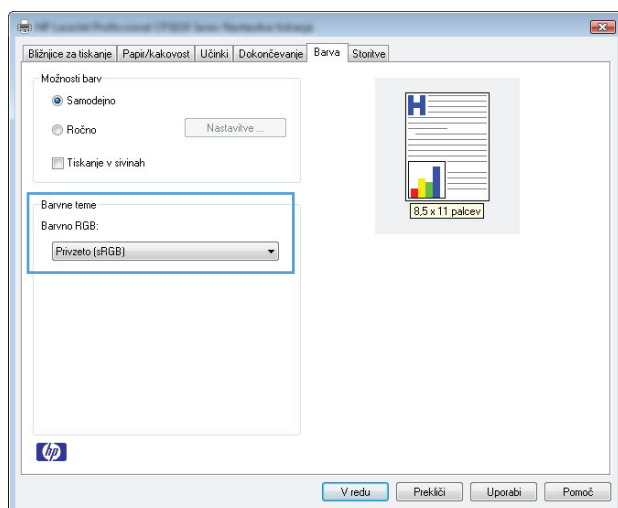 Bližnjice za tiskanje Papir/kakovost Učinki Dokončevanje Barva Storitve
Možnosti barv
Samodejno
Ročno Nastavitve ...
Tiskanje v sivinah
Barvne teme
Barvno RGB:
Privzeto (sRGB)
H
8,5 x 11 palcev
hp
V redu Prekliči Uporabi Pomoč